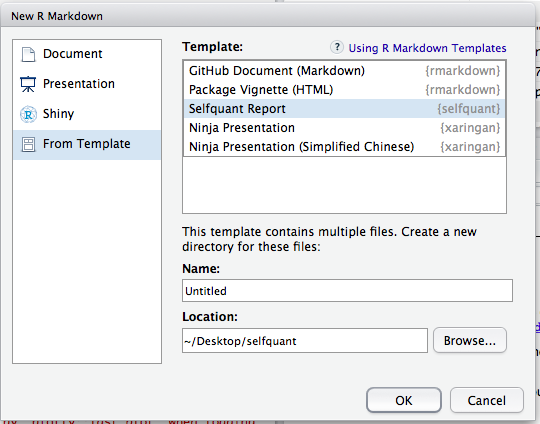 New R Markdown
Document
Presentation
Shiny
From Template
Template:
? Using R Markdown Templates
GitHub Document (Markdown) {rmarkdown}
Package Vignette (HTML) {rmarkdown}
Selfquant Report {selfquant}
Ninja Presentation {xaringan}
Ninja Presentation (Simplified Chinese) {xaringan}
This template contains multiple files. Create a new
directory for these files:
Name:
Untitled
Location:
~/Desktop/selfquant
Browse...
OK
Cancel